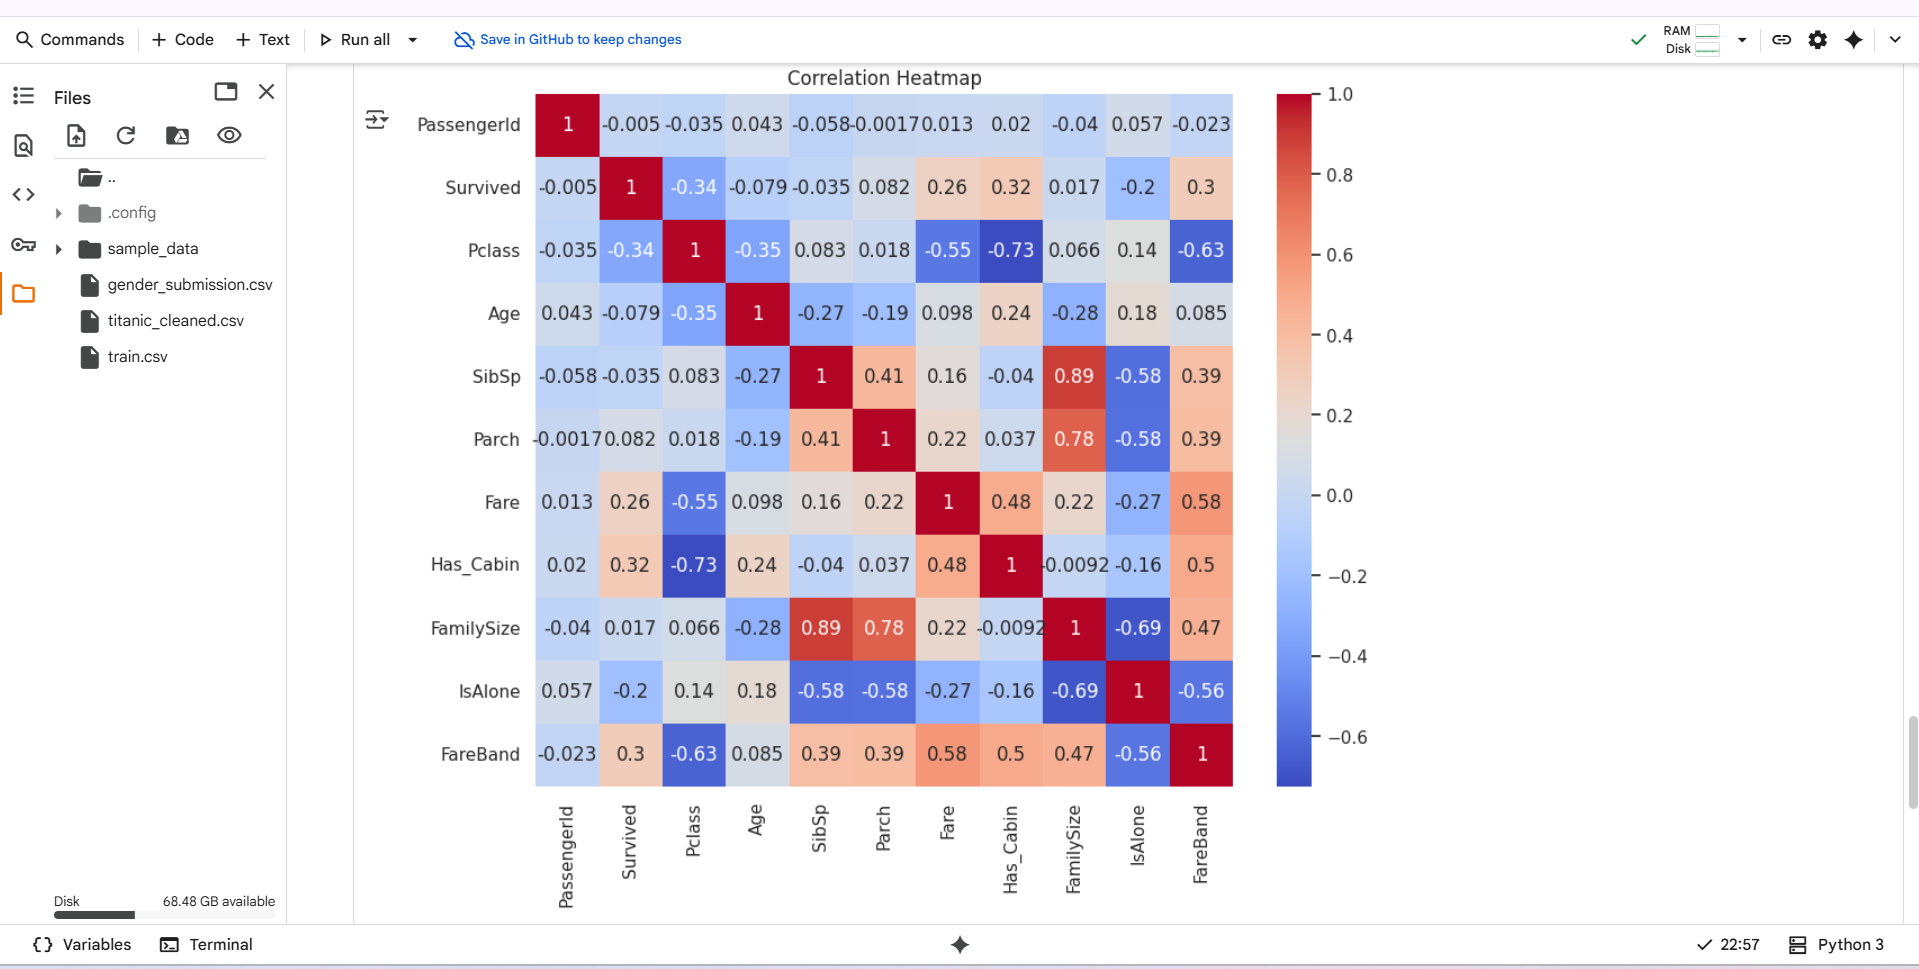 Commands + Code + Text Run all Save in GitHub to keep changes RAM
Disk
Files
..
.config
sample_data
gender_submission.csv
titanic_cleaned.csv
train.csv
Disk 68.48 GB available
Correlation Heatmap
PassengerId 1 -0.005 -0.035 0.043 -0.058 -0.0017 0.013 0.02 -0.04 0.057 -0.023
Survived -0.005 1 -0.34 -0.079 -0.035 0.082 0.26 0.32 0.017 -0.2 0.3
Pclass -0.035 -0.34 1 -0.35 0.083 0.018 -0.55 -0.73 0.066 0.14 -0.63
Age 0.043 -0.079 -0.35 1 -0.27 -0.19 0.098 0.24 -0.28 0.18 0.085
SibSp -0.058 -0.035 0.083 -0.27 1 0.41 0.16 -0.04 0.89 -0.58 0.39
Parch -0.0017 0.082 0.018 -0.19 0.41 1 0.22 0.037 0.78 -0.58 0.39
Fare 0.013 0.26 -0.55 0.098 0.16 0.22 1 0.48 0.22 -0.27 0.58
Has_Cabin 0.02 0.32 -0.73 0.24 -0.04 0.037 0.48 1 -0.0092 -0.16 0.5
FamilySize -0.04 0.017 0.066 -0.28 0.89 0.78 0.22 -0.0092 1 -0.69 0.47
IsAlone 0.057 -0.2 0.14 0.18 -0.58 -0.58 -0.27 -0.16 -0.69 1 -0.56
FareBand -0.023 0.3 -0.63 0.085 0.39 0.39 0.58 0.5 0.47 -0.56 1
PassengerId Survived Pclass Age SibSp Parch Fare Has_Cabin FamilySize IsAlone FareBand
1.0
0.8
0.6
0.4
0.2
0.0
−0.2
−0.4
−0.6
Variables Terminal 22:57 Python 3